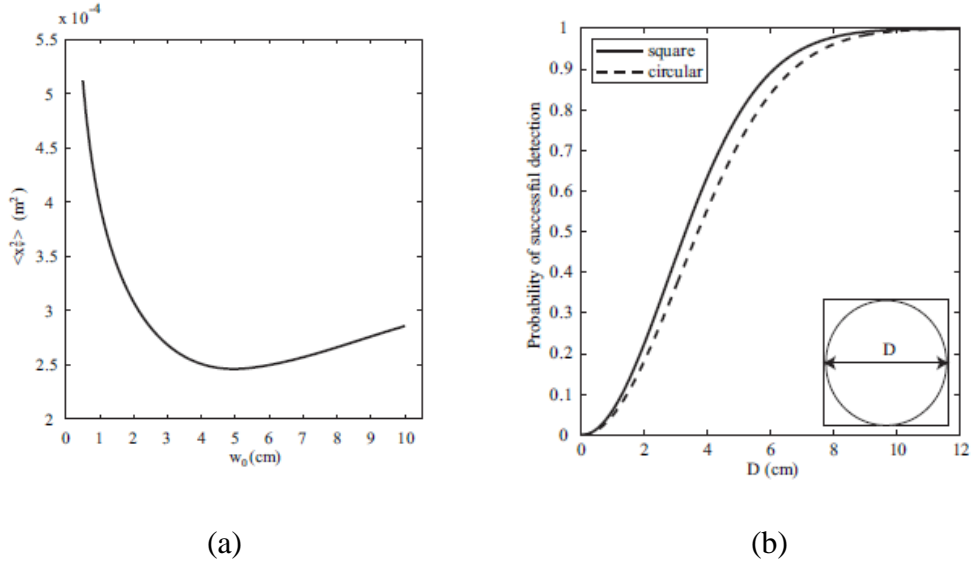 x 10⁻⁴
5.5
5
4.5
4
3.5
3
2.5
2
<x²ᵥ> (m²)
0 1 2 3 4 5 6 7 8 9 10
w₀(cm)
(a)
1
0.9
0.8
0.7
0.6
0.5
0.4
0.3
0.2
0.1
0
Probability of successful detection
square
circular
D
0 2 4 6 8 10 12
D (cm)
(b)